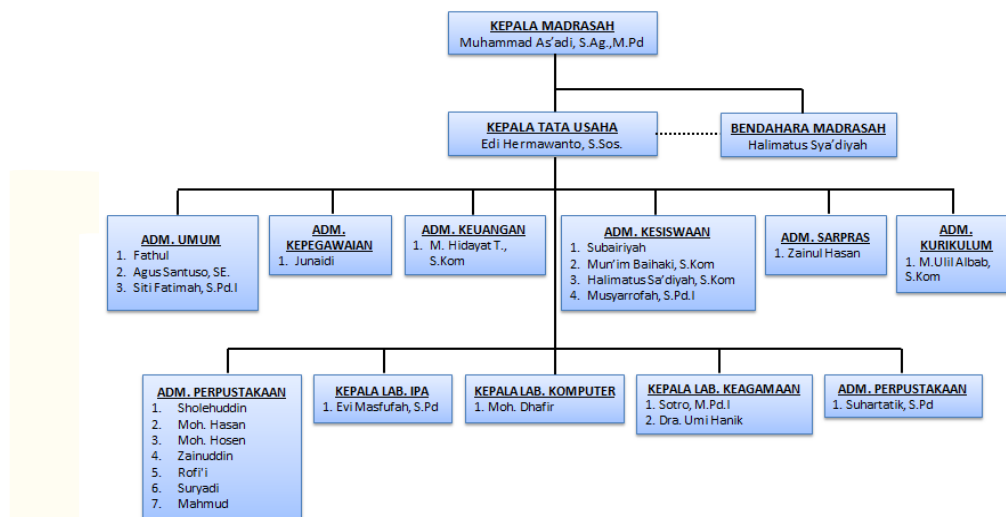 KEPALA MADRASAH
Muhammad As'adi, S.Ag.,M.Pd
KEPALA TATA USAHA
Edi Hermawanto, S.Sos.
BENDAHARA MADRASAH
Halimatus Sya'diyah
ADM. UMUM
1. Fathul
2. Agus Santuso, SE.
3. Siti Fatimah, S.Pd.I
ADM.
KEPEGAWAIAN
1. Junaidi
ADM. KEUANGAN
1. M. Hidayat T.,
S.Kom
ADM. KESISWAAN
1. Subairiyah
2. Mun'im Baihaki, S.Kom
3. Halimatus Sa'diyah, S.Kom
4. Musyarrofah, S.Pd.I
ADM. SARPRAS
1. Zainul Hasan
ADM.
KURIKULUM
1. M.Ulil Albab,
S.Kom
ADM. PERPUSTAKAAN
1. Sholehuddin
2. Moh. Hasan
3. Moh. Hosen
4. Zainuddin
5. Rofi'i
6. Suryadi
7. Mahmud
KEPALA LAB. IPA
1. Evi Masfufah, S.Pd
KEPALA LAB. KOMPUTER
1. Moh. Dhafir
KEPALA LAB. KEAGAMAAN
1. Sotro, M.Pd.I
2. Dra. Umi Hanik
ADM. PERPUSTAKAAN
1. Suhartatik, S.Pd